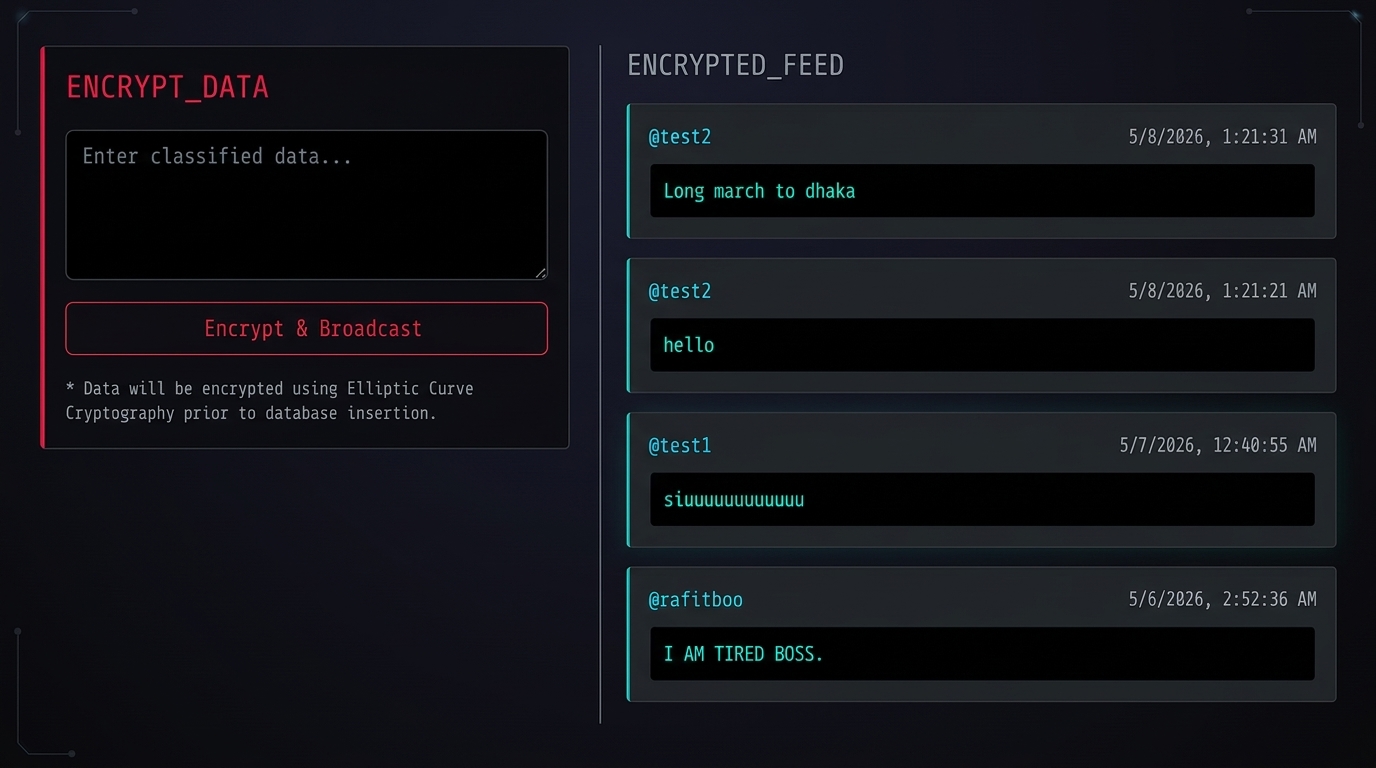 ENCRYPT_DATA
Enter classified data...
Encrypt & Broadcast
* Data will be encrypted using Elliptic Curve
Cryptography prior to database insertion.
ENCRYPTED_FEED
@test2 5/8/2026, 1:21:31 AM
Long march to dhaka
@test2 5/8/2026, 1:21:21 AM
hello
@test1 5/7/2026, 12:40:55 AM
siuuuuuuuuuuuu
@rafitboo 5/6/2026, 2:52:36 AM
I AM TIRED BOSS.